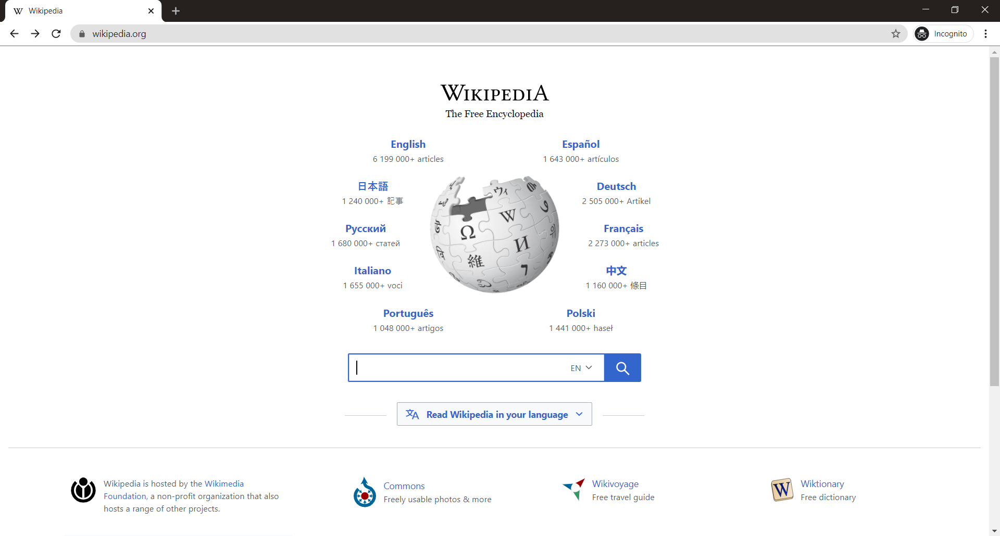 Wikipedia
wikipedia.org
Incognito
WIKIPEDIA
The Free Encyclopedia
English
6 199 000+ articles
Español
1 643 000+ artículos
日本語
1 240 000+ 記事
Deutsch
2 505 000+ Artikel
Русский
1 680 000+ статей
Français
2 273 000+ articles
Italiano
1 655 000+ voci
中文
1 160 000+ 條目
Português
1 048 000+ artigos
Polski
1 441 000+ haseł
Ω
W
И
維
ウィ
7
EN
Read Wikipedia in your language
Wikipedia is hosted by the Wikimedia
Foundation, a non-profit organization that also
hosts a range of other projects.
Commons
Freely usable photos & more
Wikivoyage
Free travel guide
W
Wiktionary
Free dictionary